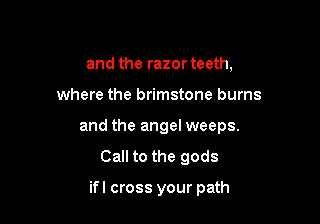 and the razor teeth,
where the brimstone burns
and the angel weeps.
Call to the gods
if I cross your path